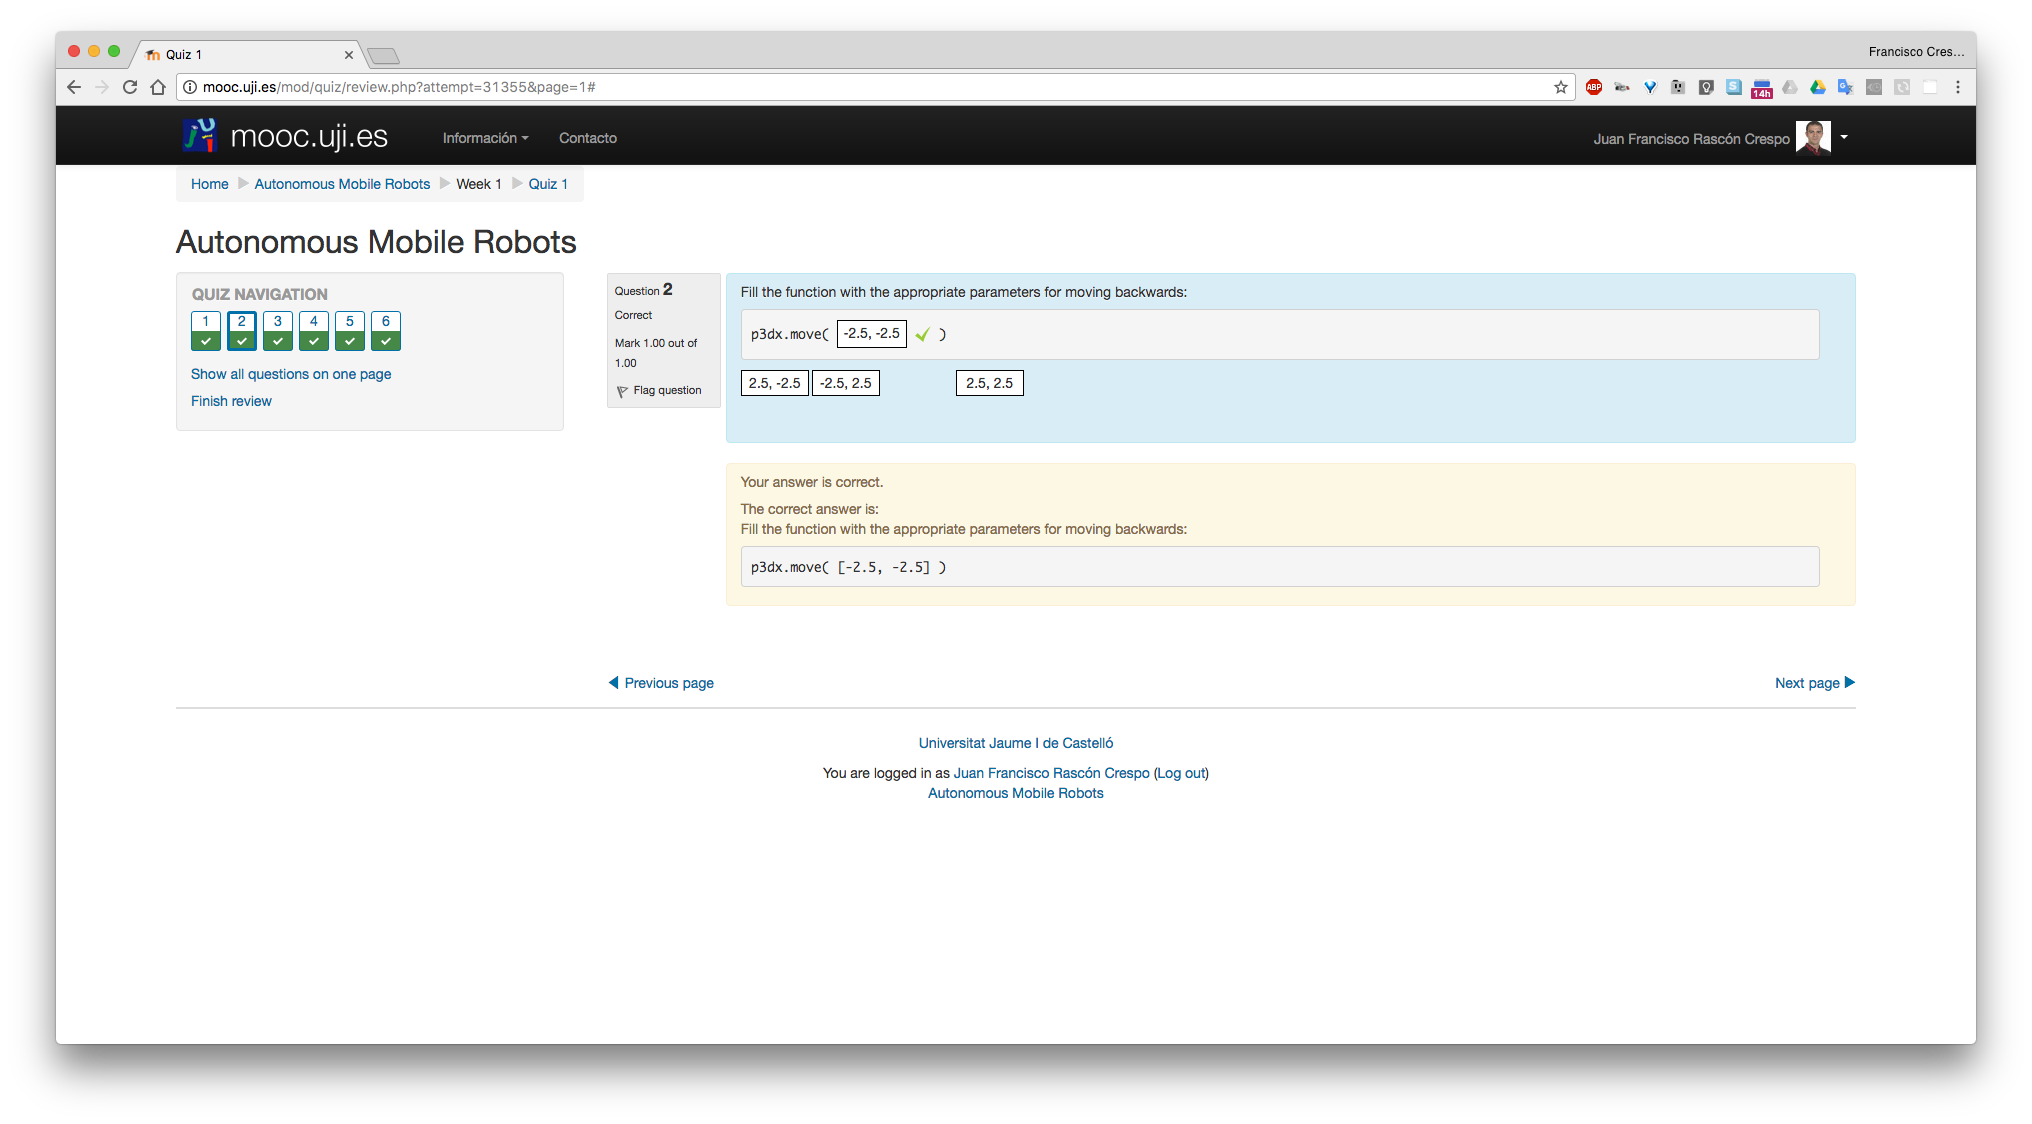 Quiz 1
Francisco Cres...
mooc.uji.es/mod/quiz/review.php?attempt=31355&page=1#
ABP
14h
mooc.uji.es
Información
Contacto
Juan Francisco Rascón Crespo
Home
Autonomous Mobile Robots
Week 1
Quiz 1
Autonomous Mobile Robots
QUIZ NAVIGATION
1 2 3 4 5 6
Show all questions on one page
Finish review
Question 2
Correct
Mark 1.00 out of
1.00
Flag question
Fill the function with the appropriate parameters for moving backwards:
p3dx.move( -2.5, -2.5 )
2.5, -2.5
-2.5, 2.5
2.5, 2.5
Your answer is correct.
The correct answer is:
Fill the function with the appropriate parameters for moving backwards:
p3dx.move( [-2.5, -2.5] )
Previous page
Next page
Universitat Jaume I de Castelló
You are logged in as Juan Francisco Rascón Crespo (Log out)
Autonomous Mobile Robots